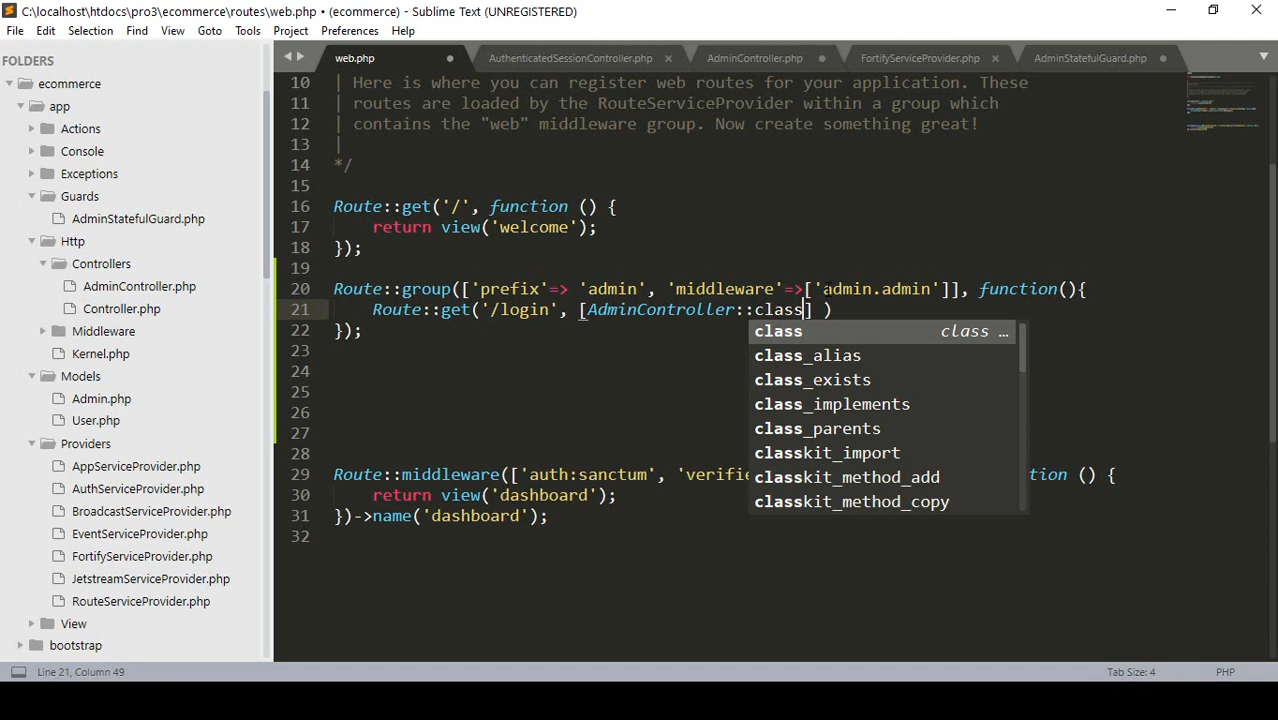 C:\localhost\htdocs\pro3\ecommerce\routes\web.php • (ecommerce) - Sublime Text (UNREGISTERED)
File Edit Selection Find View Goto Tools Project Preferences Help
FOLDERS
ecommerce
app
Actions
Console
Exceptions
Guards
AdminStatefulGuard.php
Http
Controllers
AdminController.php
Controller.php
Middleware
Kernel.php
Models
Admin.php
User.php
Providers
AppServiceProvider.php
AuthServiceProvider.php
BroadcastServiceProvider.php
EventServiceProvider.php
FortifyServiceProvider.php
JetstreamServiceProvider.php
RouteServiceProvider.php
View
bootstrap
web.php AuthenticatedSessionController.php AdminController.php FortifyServiceProvider.php AdminStatefulGuard.php
10 | Here is where you can register web routes for your application. These
11 | routes are loaded by the RouteServiceProvider within a group which
12 | contains the "web" middleware group. Now create something great!
13 |
14 */
15
16 Route::get('/', function () {
17 return view('welcome');
18 });
19
20 Route::group(['prefix'=> 'admin', 'middleware'=>['admin.admin']], function(){
21 Route::get('/login', [AdminController::class] )
22 });
23
24
25
26
27
28
29 Route::middleware(['auth:sanctum', 'verifie tion () {
30 return view('dashboard');
31 })->name('dashboard');
32
class class …
class_alias
class_exists
class_implements
class_parents
classkit_import
classkit_method_add
classkit_method_copy
Line 21, Column 49 Tab Size: 4 PHP